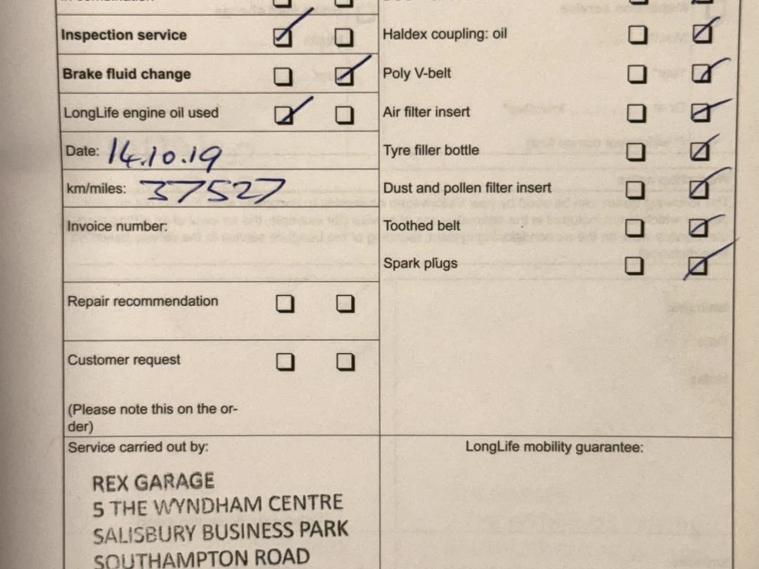 Inspection service
Brake fluid change
LongLife engine oil used
Date: 14.10.19
km/miles: 37527
Invoice number:
Repair recommendation
Customer request
(Please note this on the or-
der)
Haldex coupling: oil
Poly V-belt
Air filter insert
Tyre filler bottle
Dust and pollen filter insert
Toothed belt
Spark plugs
Service carried out by:
REX GARAGE
5 THE WYNDHAM CENTRE
SALISBURY BUSINESS PARK
SOUTHAMPTON ROAD
LongLife mobility guarantee: